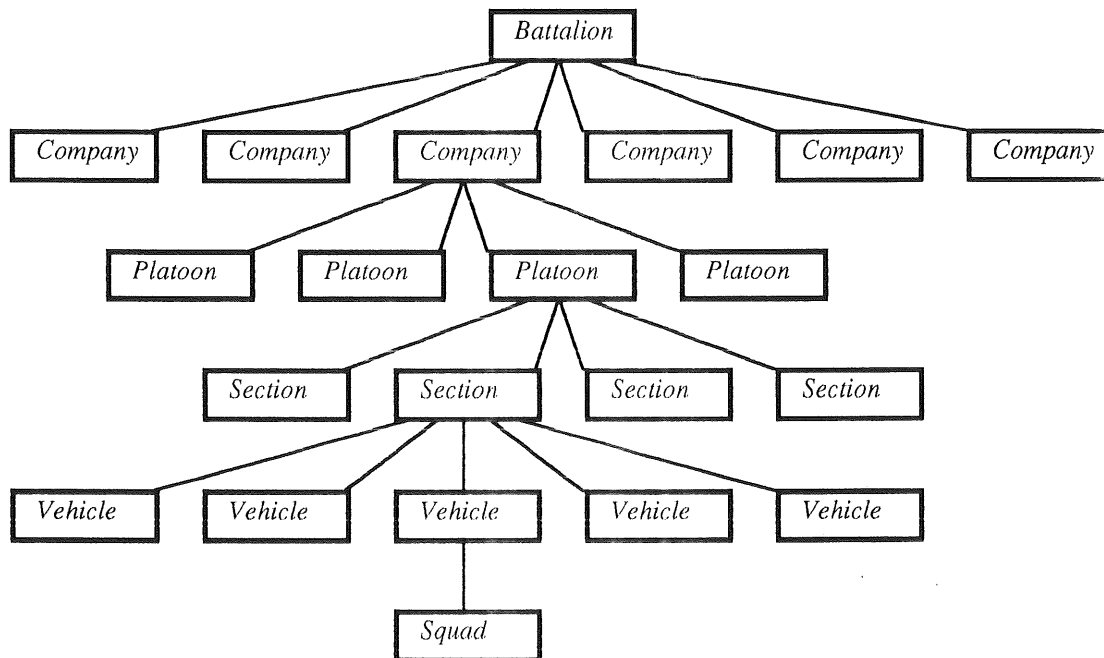 Battalion
Company Company Company Company Company Company
Platoon Platoon Platoon Platoon
Section Section Section Section
Vehicle Vehicle Vehicle Vehicle Vehicle
Squad